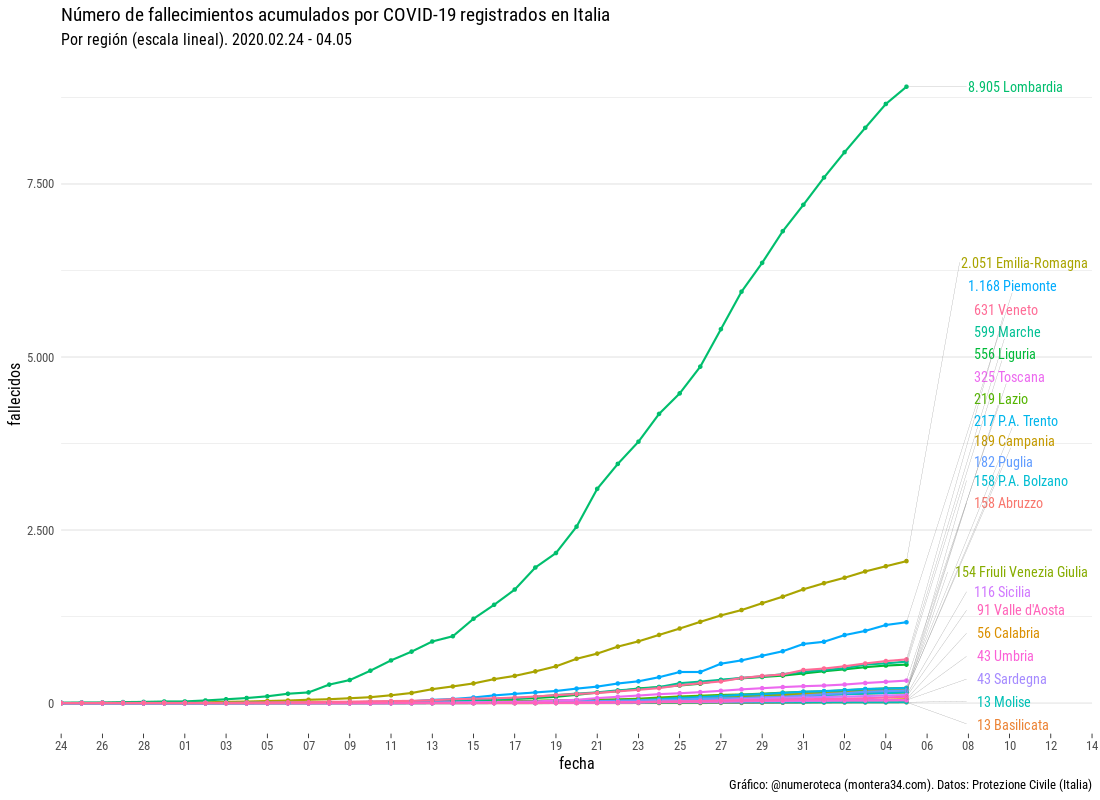 Número de fallecimientos acumulados por COVID-19 registrados en Italia
Por región (escala lineal). 2020.02.24 - 04.05
8.905 Lombardia
7.500
2.051 Emilia-Romagna
1.168 Piemonte
631 Veneto
599 Marche
5.000
556 Liguria
325 Toscana
fallecidos
219 Lazio
217 P.A. Trento
189 Campania
182 Puglia
158 P.A. Bolzano
158 Abruzzo
2.500
154 Friuli Venezia Giulia
116 Sicilia
91 Valle d'Aosta
56 Calabria
43 Umbria
43 Sardegna
0
13 Molise
13 Basilicata
24 26 28 01 03 05 07 09 11 13 15 17 19 21 23 25 27 29 31 02 04 06 08 10 12 14
fecha
Gráfico: @numeroteca (montera34.com). Datos: Protezione Civile (Italia)